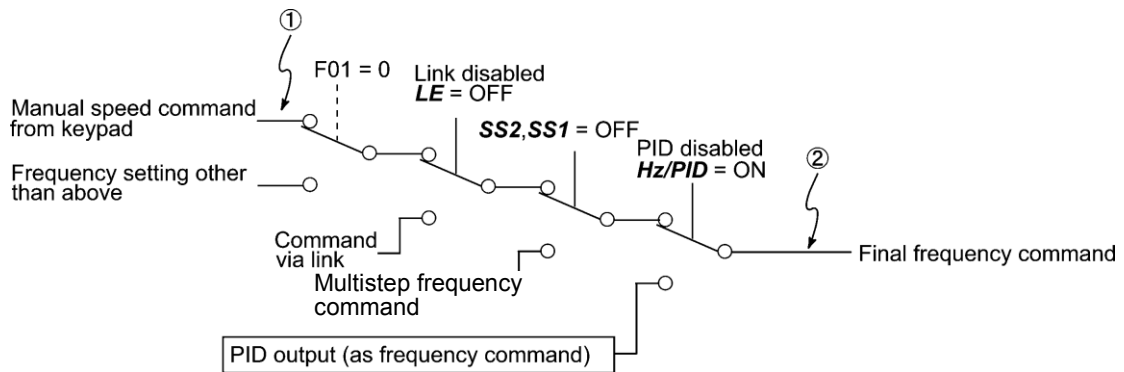 ①
F01 = 0
Link disabled
LE = OFF
Manual speed command
from keypad
SS2,SS1 = OFF
PID disabled
Hz/PID = ON
②
Frequency setting other
than above
Command
via link
Multistep frequency
command
Final frequency command
PID output (as frequency command)